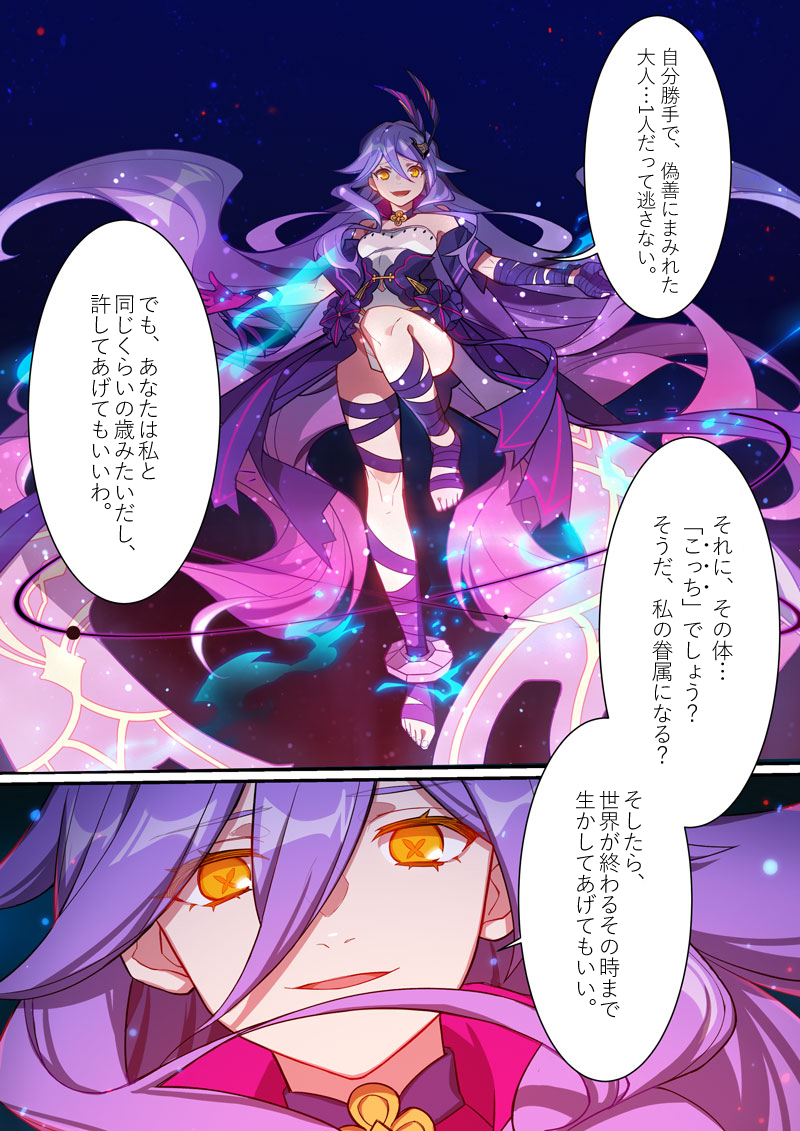 自分勝手で、偽善にまみれた
大人…1人だって逃さない。
でも、あなたは私と
同じくらいの歳みたいだし、
許してあげてもいいわ。
それに、その体…
「こっち」でしょう?
そうだ、私の眷属になる?
そしたら、
世界が終わるその時まで
生かしてあげてもいい。